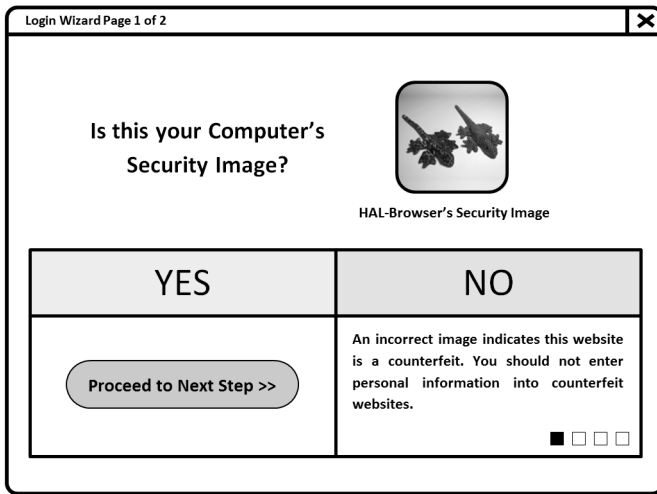 Login Wizard Page 1 of 2
Is this your Computer's
Security Image?
HAL-Browser's Security Image
YES
NO
Proceed to Next Step >>
An incorrect image indicates this website
is a counterfeit. You should not enter
personal information into counterfeit
websites.